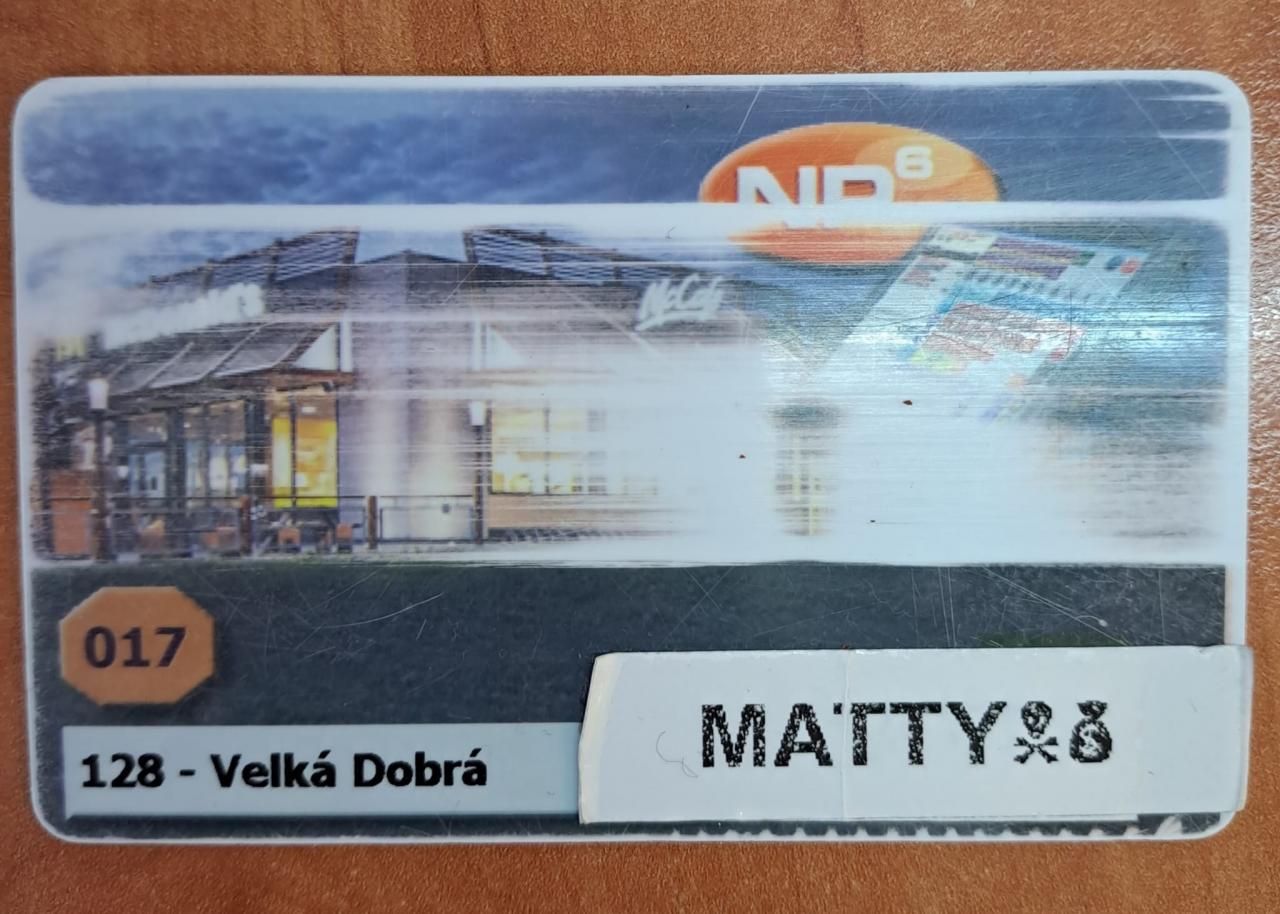 NP6
McCafé
017
128 - Velká Dobrá
MATTY